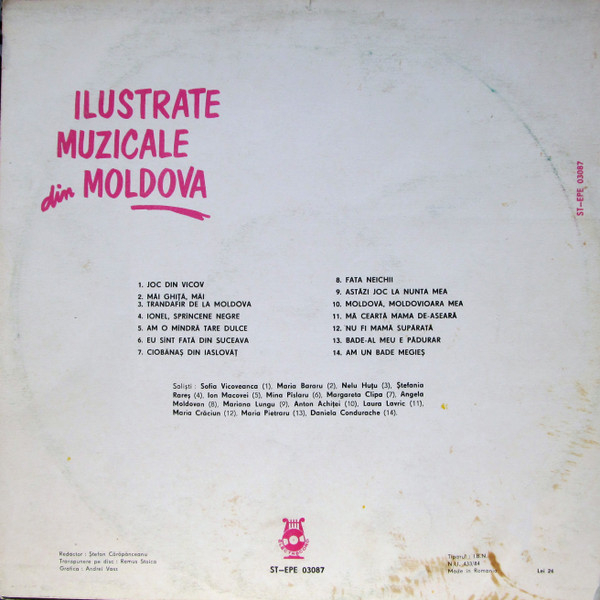 ILUSTRATE
MUZICALE
din MOLDOVA
ST-EPE 03087
1. JOC DIN VICOV
2. MĂI GHIȚĂ, MĂI
3. TRANDAFIR DE LA MOLDOVA
4. IONEL, SPRÎNCENE NEGRE
5. AM O MÎNDRĂ TARE DULCE
6. EU SÎNT FATĂ DIN SUCEAVA
7. CIOBĂNAȘ DIN IASLOVĂȚ
8. FATA NEICHII
9. ASTĂZI JOC LA NUNTA MEA
10. MOLDOVĂ, MOLDOVIOARA MEA
11. MĂ CEARTĂ MAMA DE-ASEARĂ
12. NU FI MAMĂ SUPĂRATĂ
13. BADE-AL MEU E PĂDURAR
14. AM UN BADE MEGIEȘ
Soliști : Sofia Vicoveanca (1), Maria Bararu (2), Nelu Huțu (3), Ștefania
Rareș (4), Ion Macovei (5), Mina Pîslaru (6), Margareta Clipa (7), Angela
Moldovan (8), Mariana Lungu (9), Anton Achiței (10), Laura Lavric (11),
Maria Crăciun (12), Maria Pietraru (13), Daniela Condurache (14).
Redactor : Ștefan Cărăpănceanu
Transpunere pe disc : Remus Stoica
Grafica : Andrei Vass
ST-EPE 03087
Tiparul : I.B.N.
Made in Romania
Lei 26